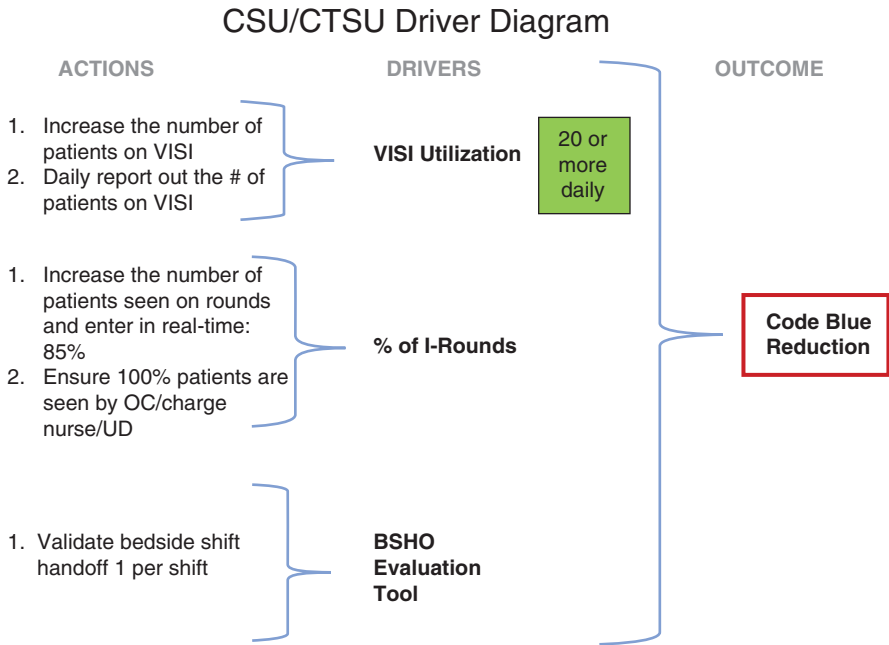 CSU/CTSU Driver Diagram
ACTIONS
DRIVERS
OUTCOME
1. Increase the number of
patients on VISI
2. Daily report out the # of
patients on VISI
VISI Utilization
20 or
more
daily
1. Increase the number of
patients seen on rounds
and enter in real-time:
85%
2. Ensure 100% patients are
seen by OC/charge
nurse/UD
% of I-Rounds
1. Validate bedside shift
handoff 1 per shift
BSHO
Evaluation
Tool
Code Blue
Reduction